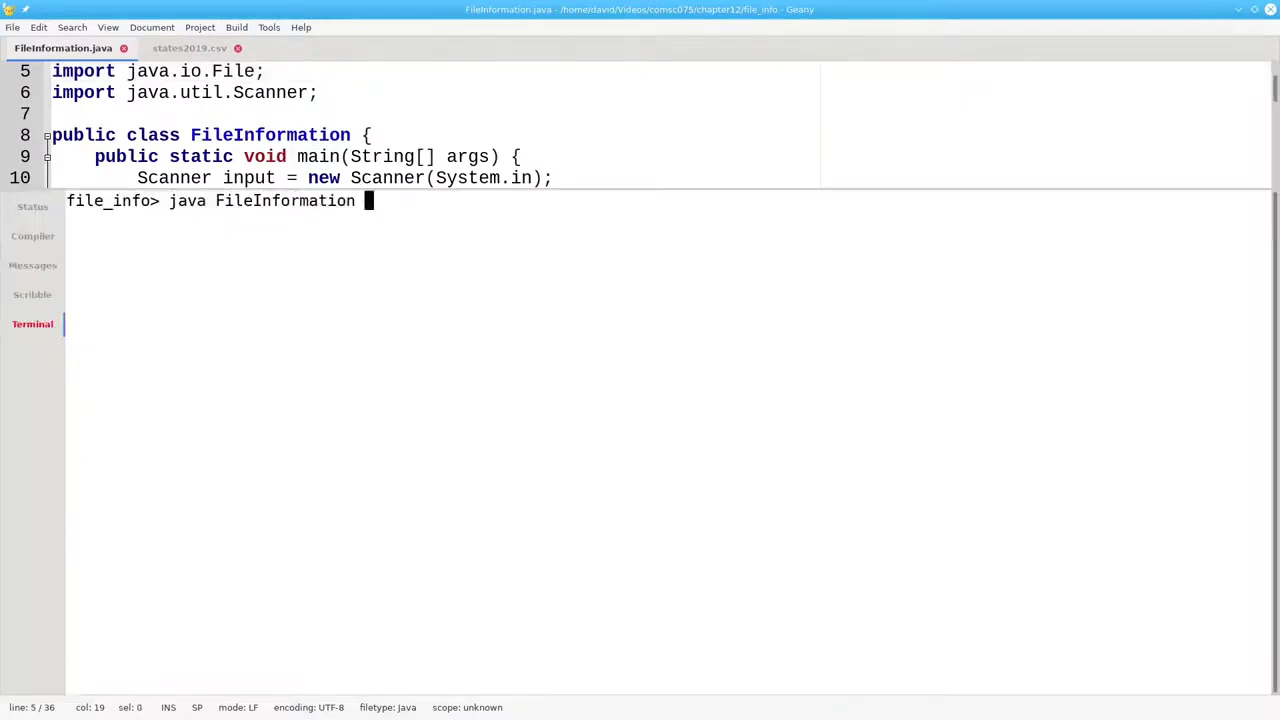 FileInformation.java - /home/david/Videos/comsc075/chapter12/file_info - Geany
File Edit Search View Document Project Build Tools Help
FileInformation.java states2019.csv
5 import java.io.File;
6 import java.util.Scanner;
7
8 public class FileInformation {
9 public static void main(String[] args) {
10 Scanner input = new Scanner(System.in);
file_info> java FileInformation
Status
Compiler
Messages
Scribble
Terminal
line: 5 / 36 col: 19 sel: 0 INS SP mode: LF encoding: UTF-8 filetype: Java scope: unknown